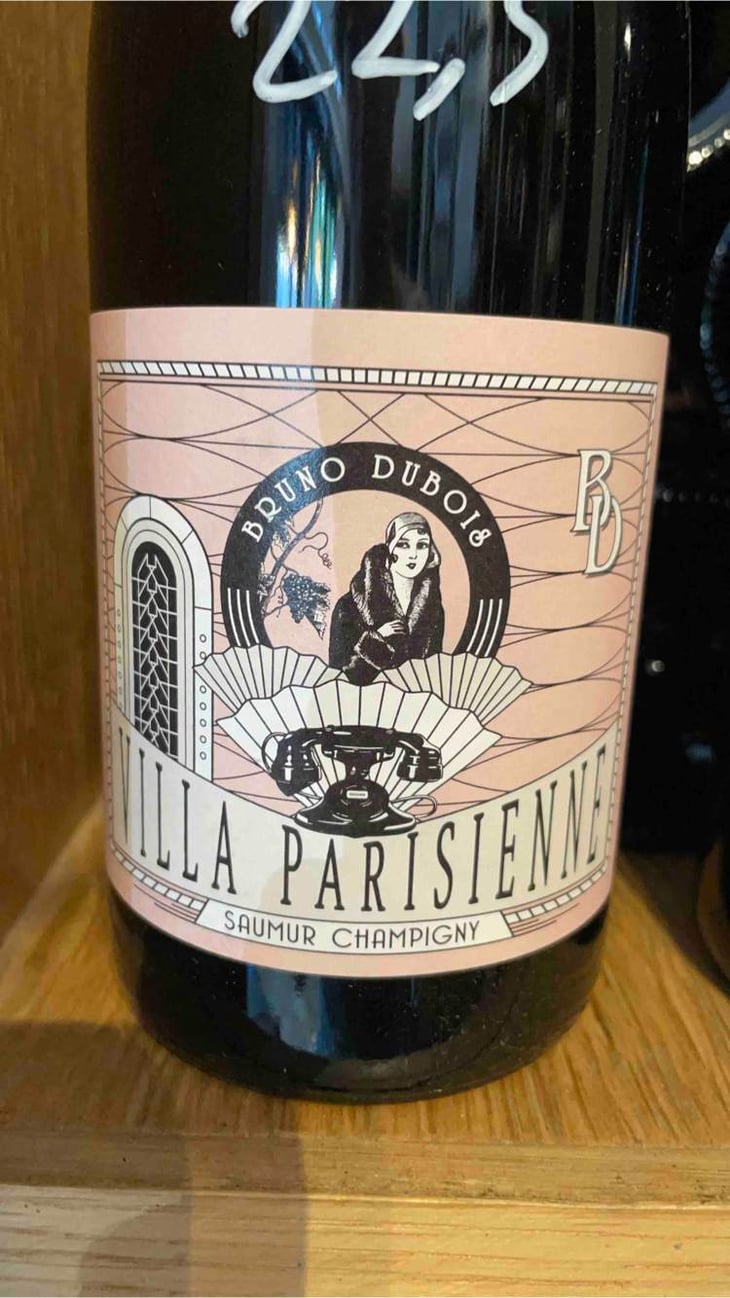 22,5
BRUNO DUBOIS
BD
VILLA PARISIENNE
SAUMUR CHAMPIGNY